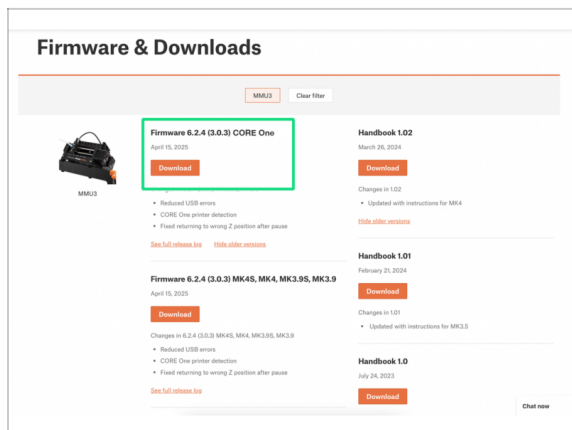 Firmware & Downloads
MMU3
Clear filter
MMU3
Firmware 6.2.4 (3.0.3) CORE One
April 15, 2025
Download
Reduced USB errors
CORE One printer detection
Fixed returning to wrong Z position after pause
See full release log
Hide older versions
Firmware 6.2.4 (3.0.3) MK4S, MK4, MK3.9S, MK3.9
April 15, 2025
Download
Changes in 6.2.4 (3.0.3) MK4S, MK4, MK3.9S, MK3.9
Reduced USB errors
CORE One printer detection
Fixed returning to wrong Z position after pause
See full release log
Handbook 1.02
March 26, 2024
Download
Changes in 1.02
Updated with instructions for MK4
Hide older versions
Handbook 1.01
February 21, 2024
Download
Changes in 1.01
Updated with instructions for MK3.5
Handbook 1.0
July 24, 2023
Download
Chat now